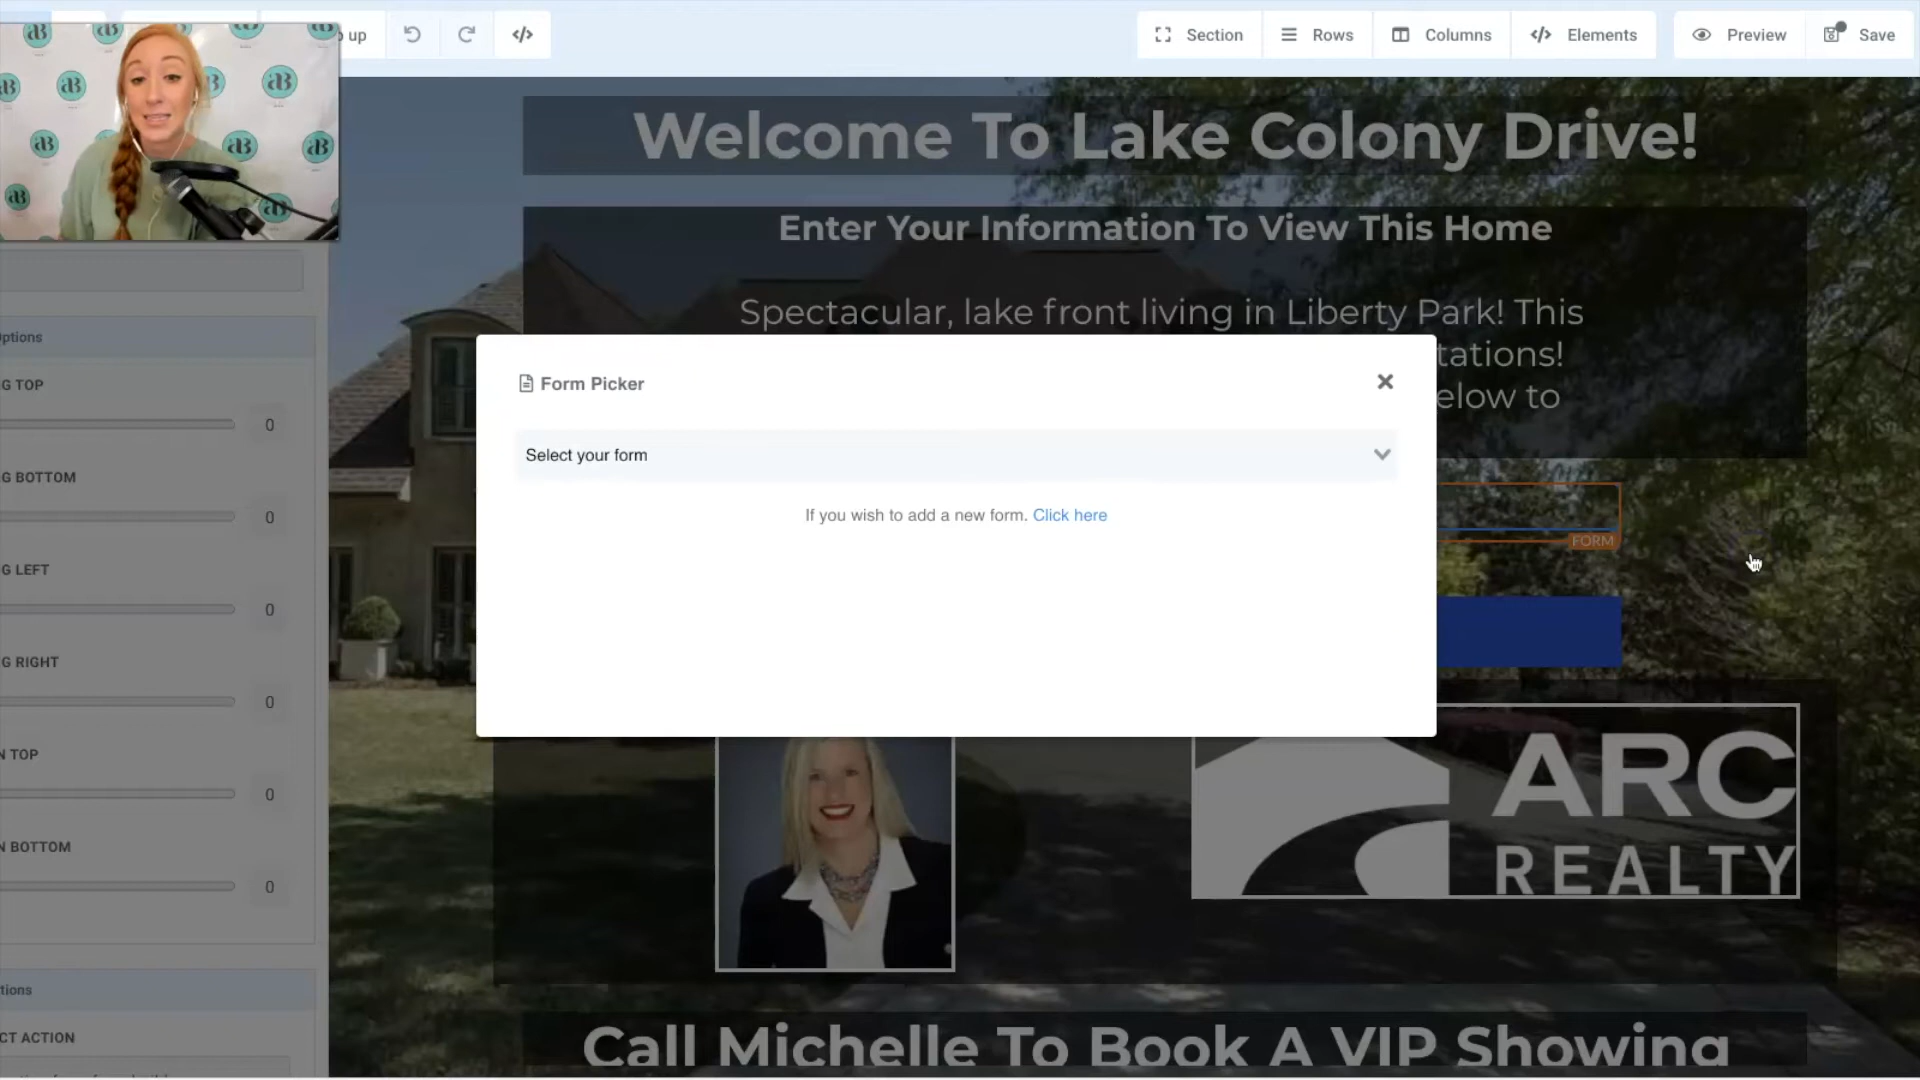 up
Section
Rows
Columns
Elements
Preview
Save
Welcome To Lake Colony Drive!
Enter Your Information To View This Home
Spectacular, lake front living in Liberty Park! This
tations!
elow to
Form Picker
Select your form
If you wish to add a new form. Click here
FORM
ptions
G TOP
0
G BOTTOM
0
G LEFT
0
G RIGHT
0
N TOP
0
N BOTTOM
0
tions
CT ACTION
ARC
REALTY
Call Michelle To Book A VIP Showing